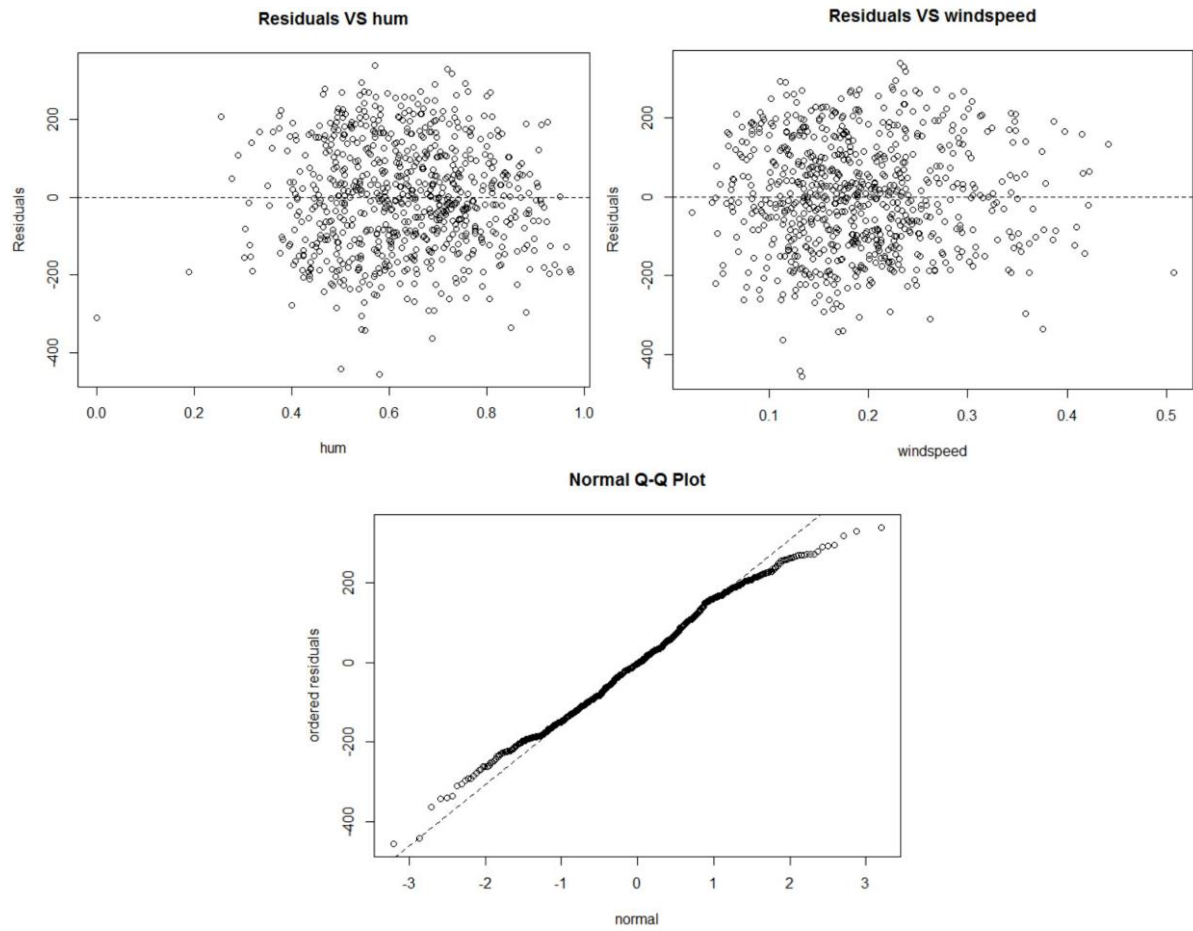 Residuals VS hum
Residuals
200
0
-200
-400
0.0 0.2 0.4 0.6 0.8 1.0
hum
Residuals VS windspeed
Residuals
200
0
-200
-400
0.1 0.2 0.3 0.4 0.5
windspeed
Normal Q-Q Plot
ordered residuals
200
0
-200
-400
-3 -2 -1 0 1 2 3
normal